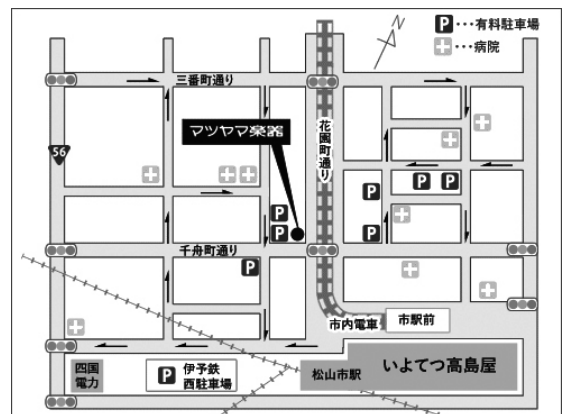 N
P・・・有料駐車場
・・・病院
三番町通り
56
マツヤマ楽器
花園町通り
P
P
P
P
P
P
千舟町通り
P
市内電車
市駅前
四国
電力
P
伊予鉄
西駐車場
松山市駅
いよてつ高島屋